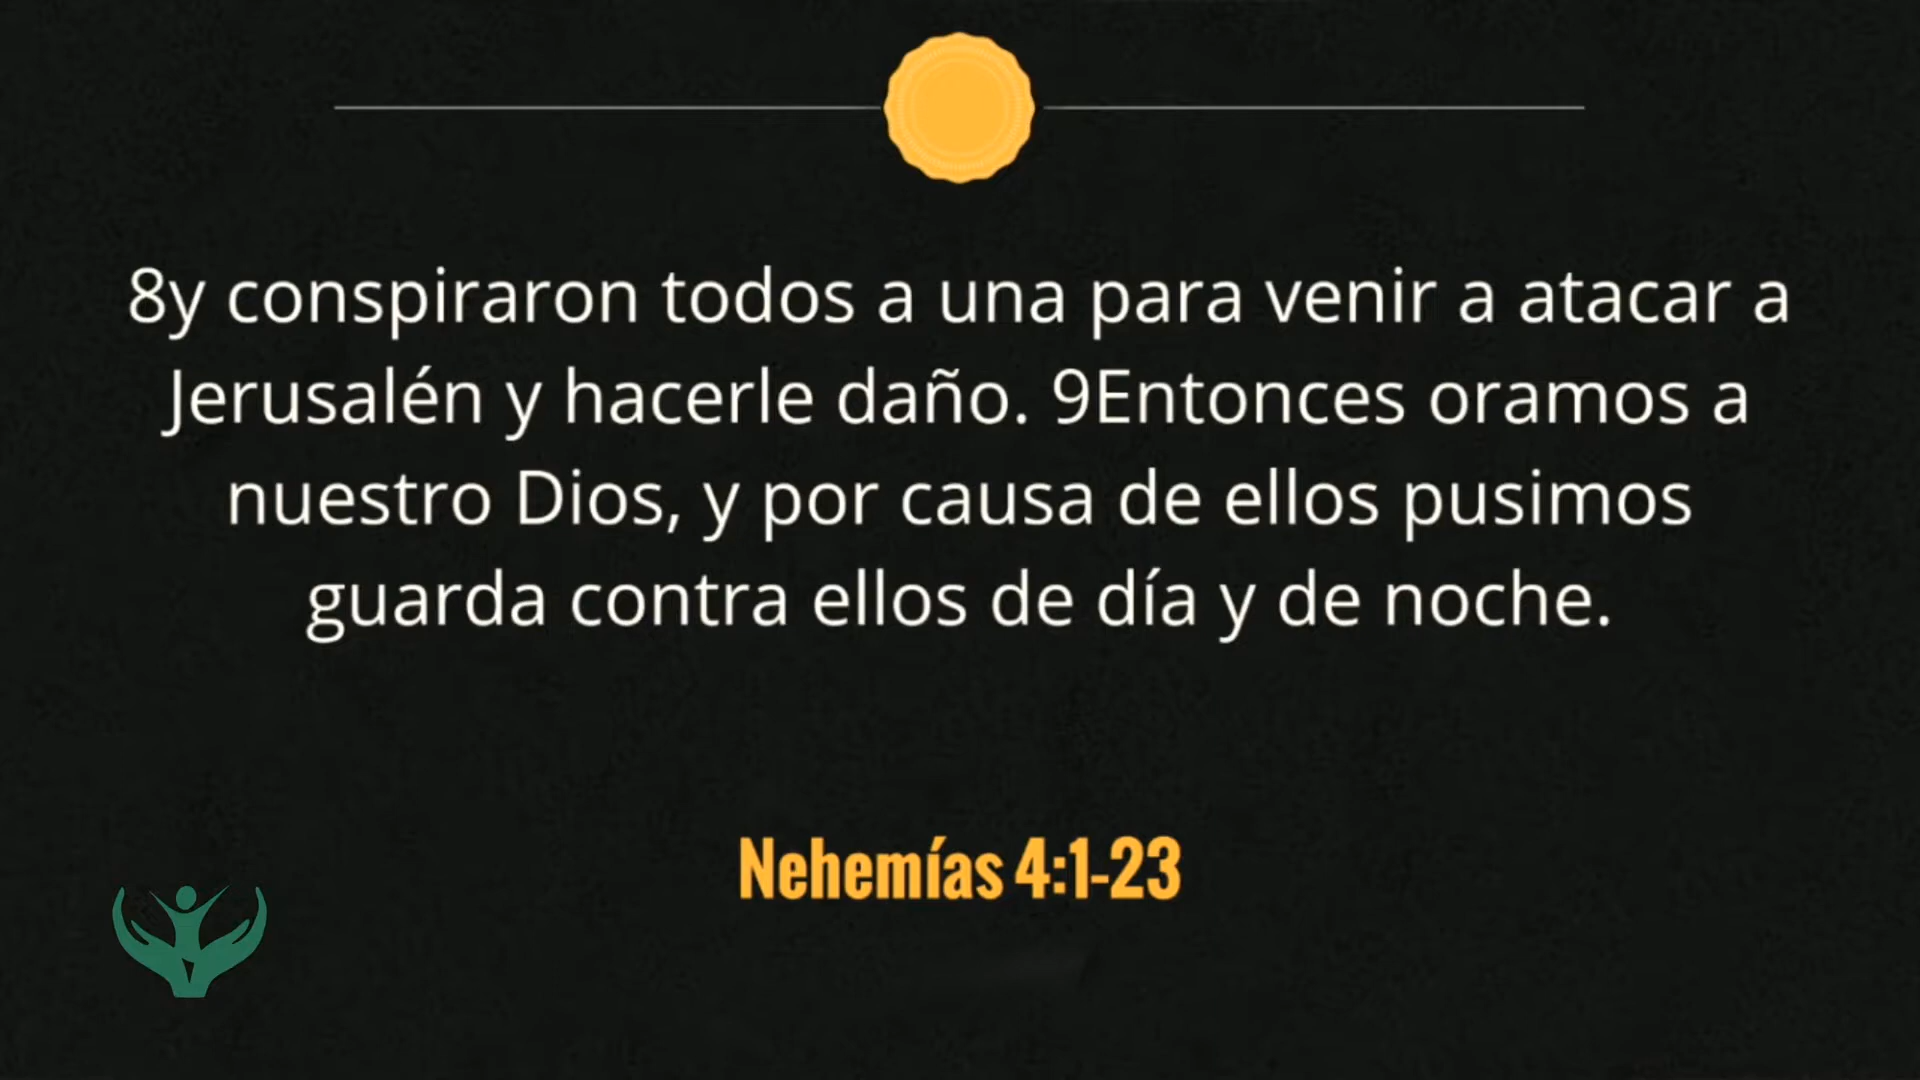 8y conspiraron todos a una para venir a atacar a
Jerusalén y hacerle daño. 9Entonces oramos a
nuestro Dios, y por causa de ellos pusimos
guarda contra ellos de día y de noche.
Nehemías 4:1-23